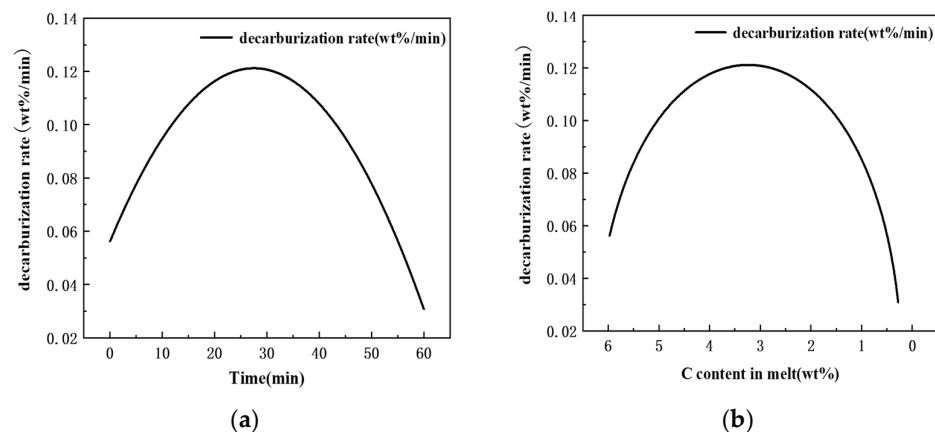 0.14
decarburization rate(wt%/min)
0.12
0.10
0.08
0.06
0.04
0.02
decarburization rate（wt%/min）
0 10 20 30 40 50 60
Time(min)
(a)
0.14
decarburization rate(wt%/min)
0.12
0.10
0.08
0.06
0.04
0.02
decarburization rate（wt%/min）
6 5 4 3 2 1 0
C content in melt(wt%)
(b)